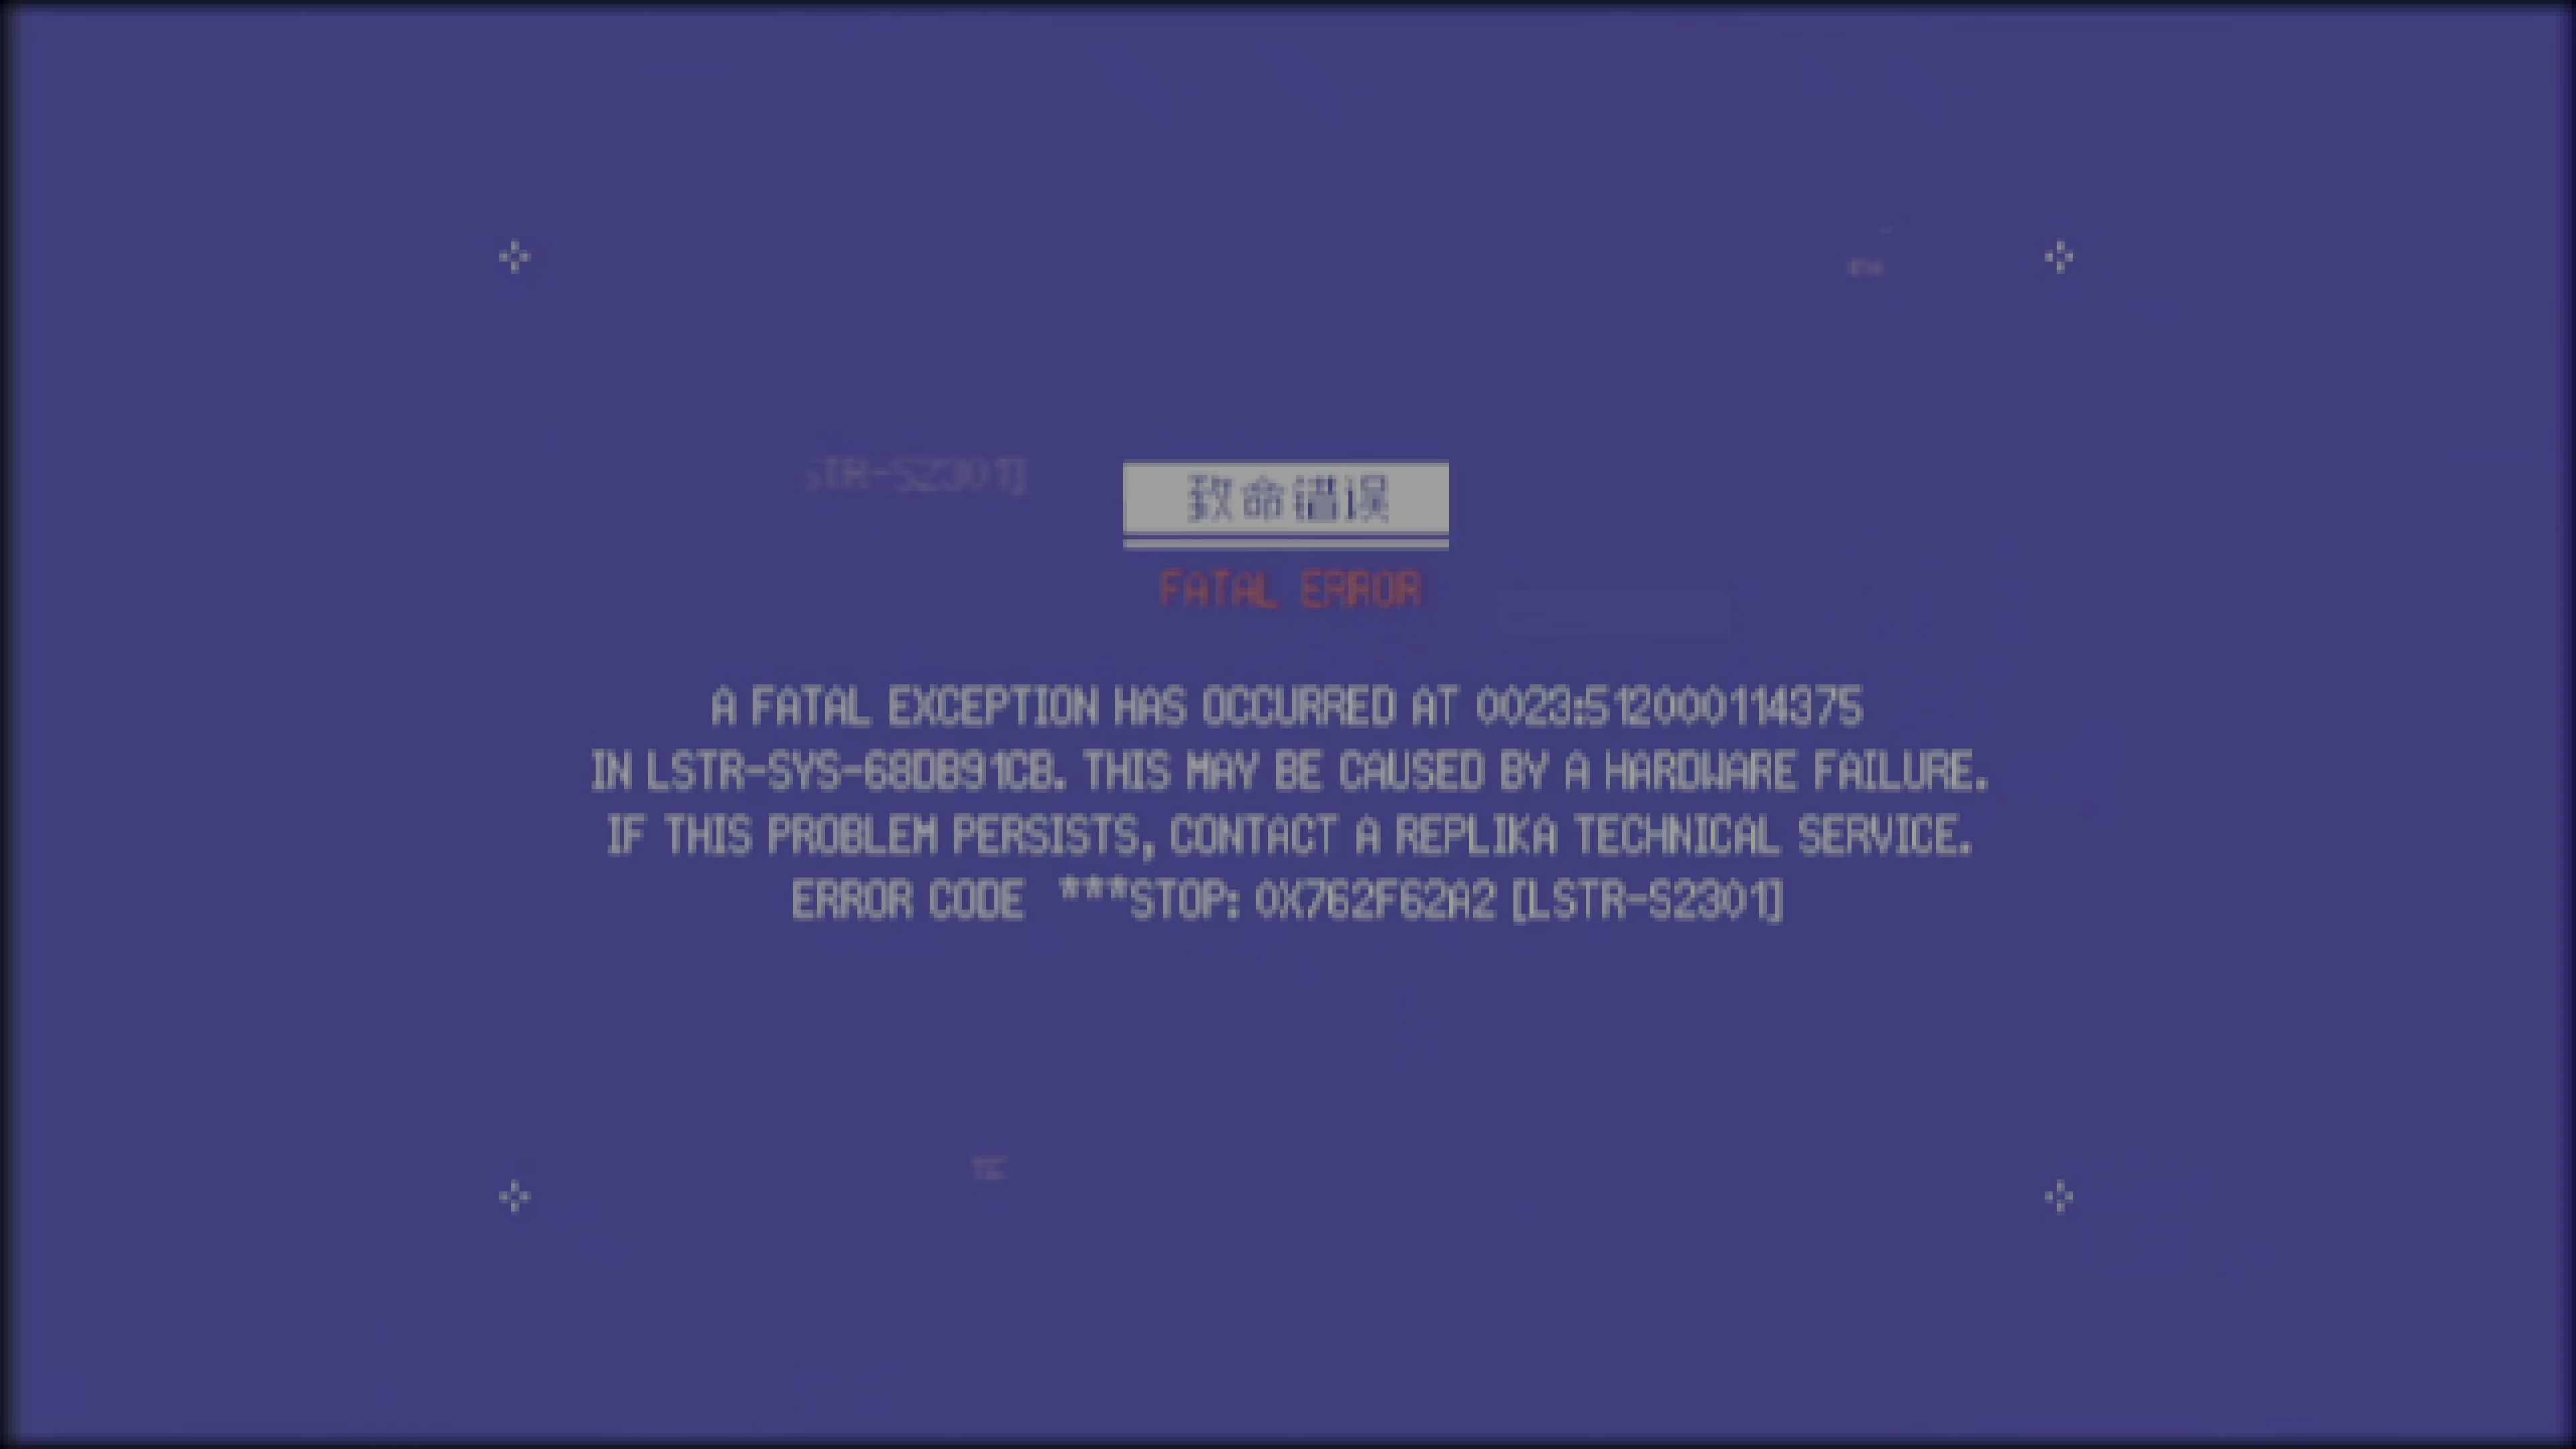 STR-S2301]
致命错误
FATAL ERROR
A FATAL EXCEPTION HAS OCCURRED AT 0023:512000114375
IN LSTR-SYS-68DB91CB. THIS MAY BE CAUSED BY A HARDWARE FAILURE.
IF THIS PROBLEM PERSISTS, CONTACT A REPLIKA TECHNICAL SERVICE.
ERROR CODE ***STOP: 0X762F62A2 [LSTR-S2301]